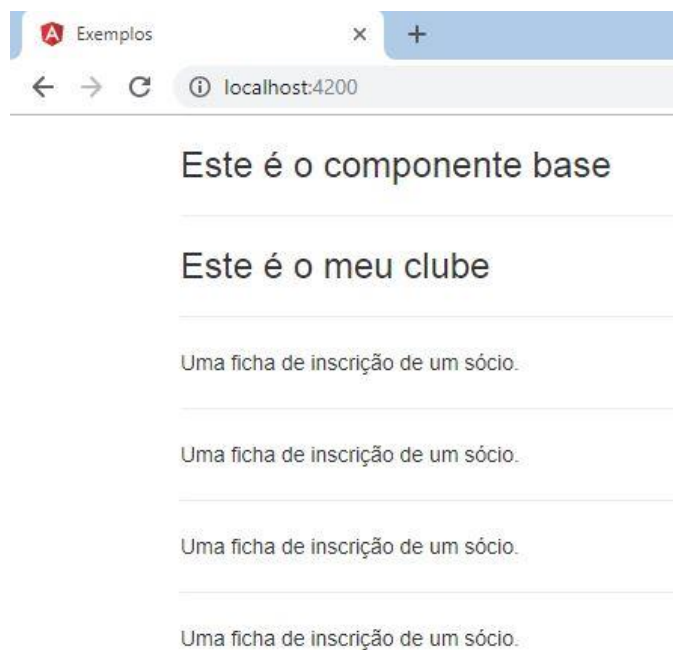 Exemplos
localhost:4200
Este é o componente base
Este é o meu clube
Uma ficha de inscrição de um sócio.
Uma ficha de inscrição de um sócio.
Uma ficha de inscrição de um sócio.
Uma ficha de inscrição de um sócio.